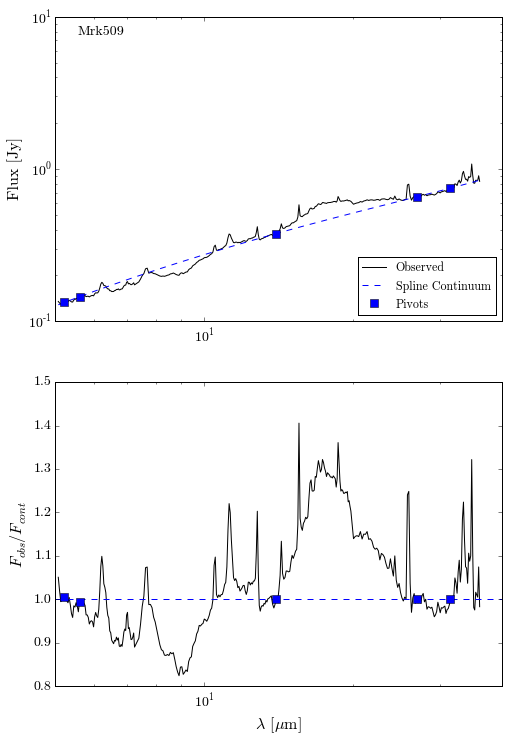 Mrk509
Flux [Jy]
10^1
10^0
10^-1
10^1
Observed
Spline Continuum
Pivots
F_obs/F_cont
1.5
1.4
1.3
1.2
1.1
1.0
0.9
0.8
10^1
λ [μm]